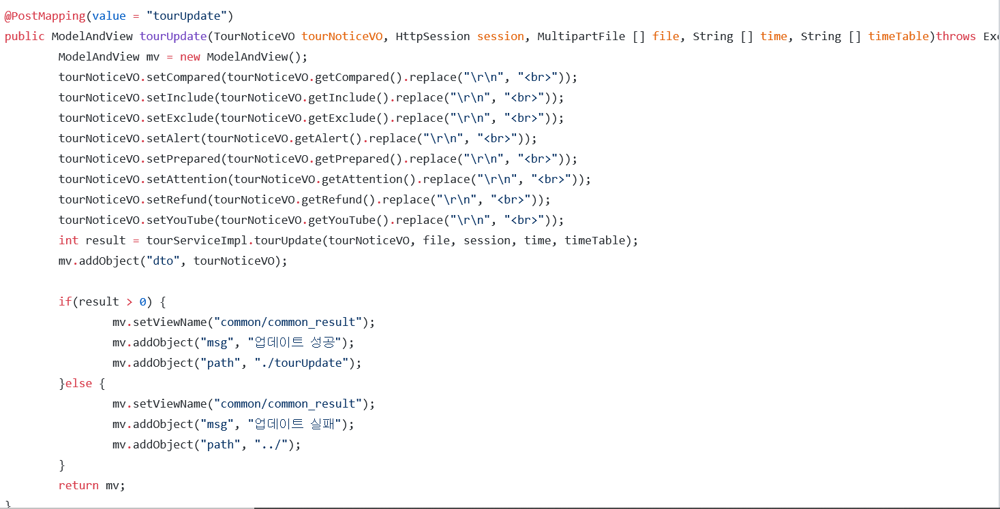 @PostMapping(value = "tourUpdate")
public ModelAndView tourUpdate(TourNoticeVO tourNoticeVO, HttpSession session, MultipartFile [] file, String [] time, String [] timeTable)throws
ModelAndView mv = new ModelAndView();
tourNoticeVO.setCompared(tourNoticeVO.getCompared().replace("\r\n", "<br>"));
tourNoticeVO.setInclude(tourNoticeVO.getInclude().replace("\r\n", "<br>"));
tourNoticeVO.setExclude(tourNoticeVO.getExclude().replace("\r\n", "<br>"));
tourNoticeVO.setAlert(tourNoticeVO.getAlert().replace("\r\n", "<br>"));
tourNoticeVO.setPrepared(tourNoticeVO.getPrepared().replace("\r\n", "<br>"));
tourNoticeVO.setAttention(tourNoticeVO.getAttention().replace("\r\n", "<br>"));
tourNoticeVO.setRefund(tourNoticeVO.getRefund().replace("\r\n", "<br>"));
tourNoticeVO.setYouTube(tourNoticeVO.getYouTube().replace("\r\n", "<br>"));
int result = tourServiceImpl.tourUpdate(tourNoticeVO, file, session, time, timeTable);
mv.addObject("dto", tourNoticeVO);
if(result > 0) {
mv.setViewName("common/common_result");
mv.addObject("msg", "업데이트 성공");
mv.addObject("path", "./tourUpdate");
}else {
mv.setViewName("common/common_result");
mv.addObject("msg", "업데이트 실패");
mv.addObject("path", "../");
}
return mv;
}